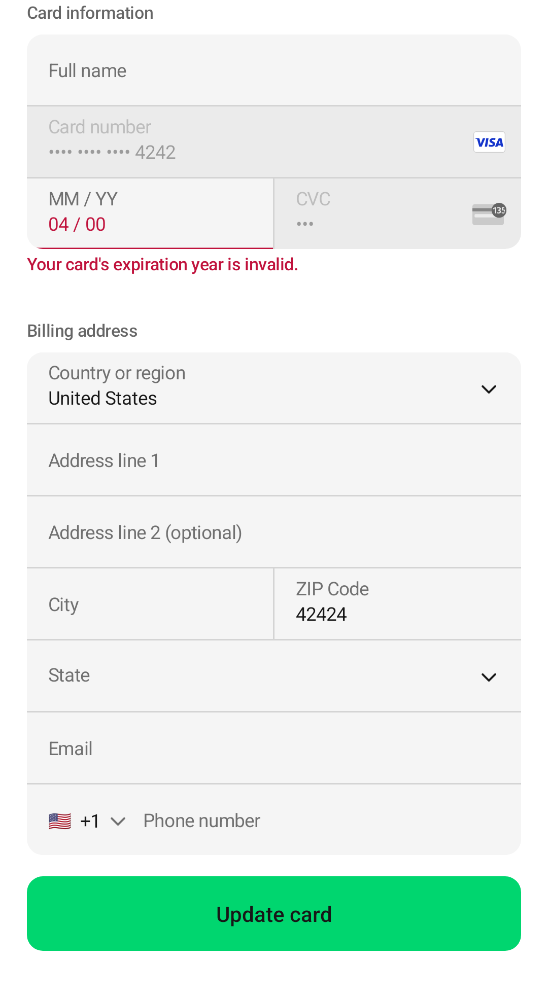 Card information
Full name
Card number
•••• •••• •••• 4242
VISA
MM / YY
04 / 00
CVC
•••
135
Your card's expiration year is invalid.
Billing address
Country or region
United States
Address line 1
Address line 2 (optional)
City
ZIP Code
42424
State
Email
+1
Phone number
Update card